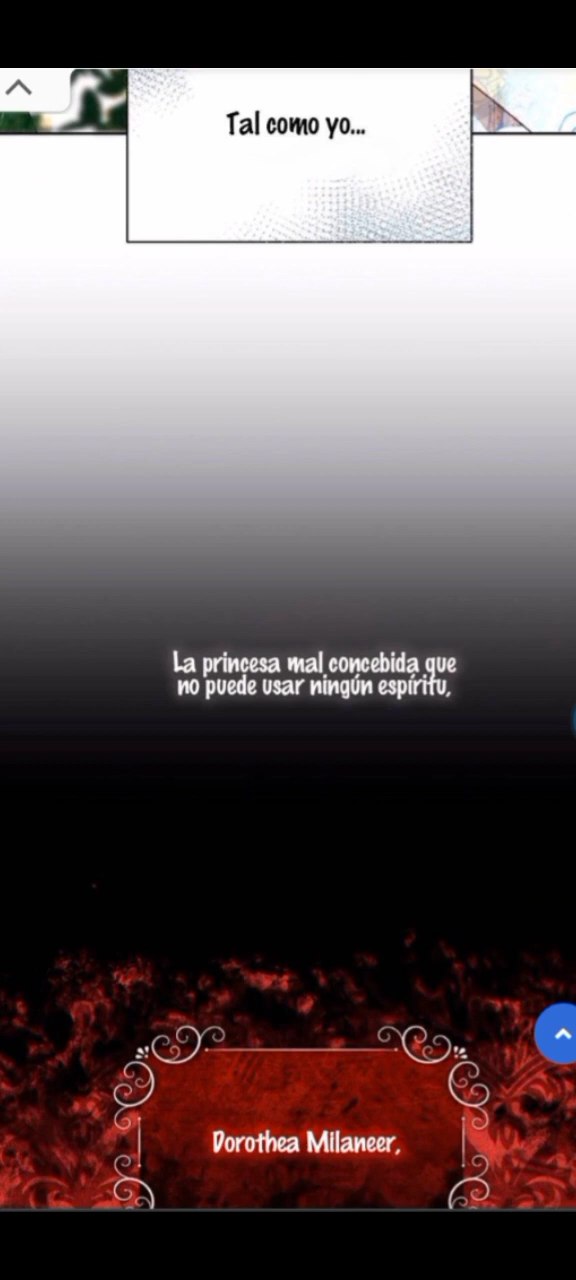 Tal como yo...
La princesa mal concebida que
no puede usar ningún espíritu,
Dorothea Milaneer,